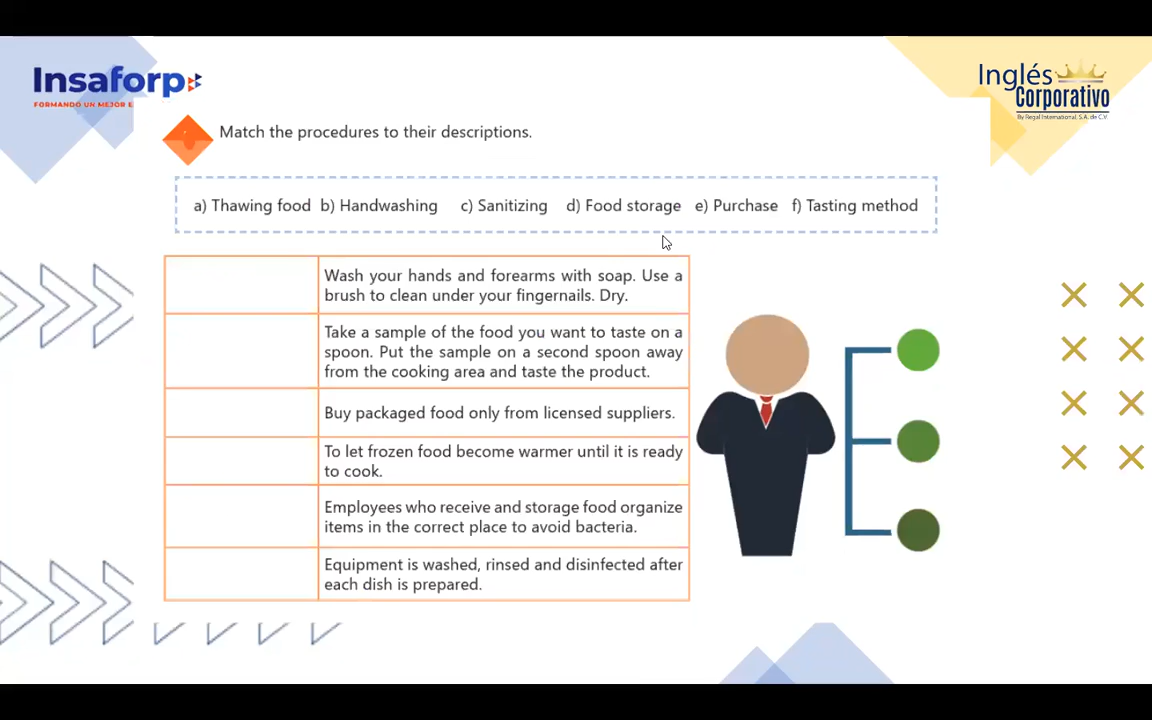 Insaforp
FORMANDO UN MEJOR E
Inglés
Corporativo
By Regal International, S.A. de C.V.
Match the procedures to their descriptions.
a) Thawing food b) Handwashing c) Sanitizing d) Food storage e) Purchase f) Tasting method
Wash your hands and forearms with soap. Use a
brush to clean under your fingernails. Dry.
Take a sample of the food you want to taste on a
spoon. Put the sample on a second spoon away
from the cooking area and taste the product.
Buy packaged food only from licensed suppliers.
To let frozen food become warmer until it is ready
to cook.
Employees who receive and storage food organize
items in the correct place to avoid bacteria.
Equipment is washed, rinsed and disinfected after
each dish is prepared.